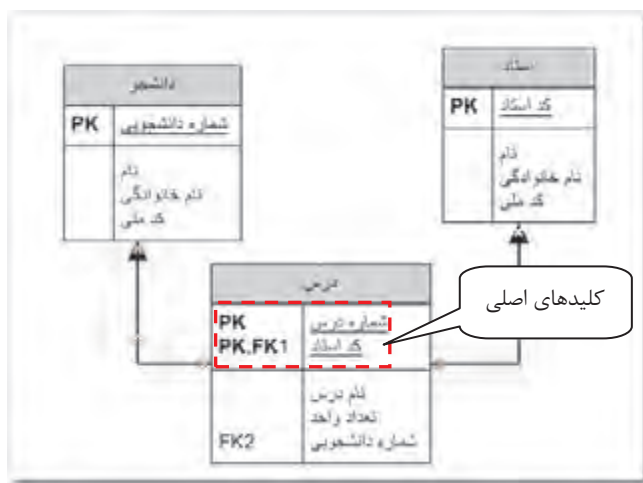 دانشجو
PK شماره دانشجویی
نام
نام خانوادگی
کد ملی
استاد
PK کد استاد
نام
نام خانوادگی
کد ملی
درس
PK شماره درس
PK,FK1 کد استاد
نام درس
تعداد واحد
FK2 شماره دانشجویی
کلیدهای اصلی